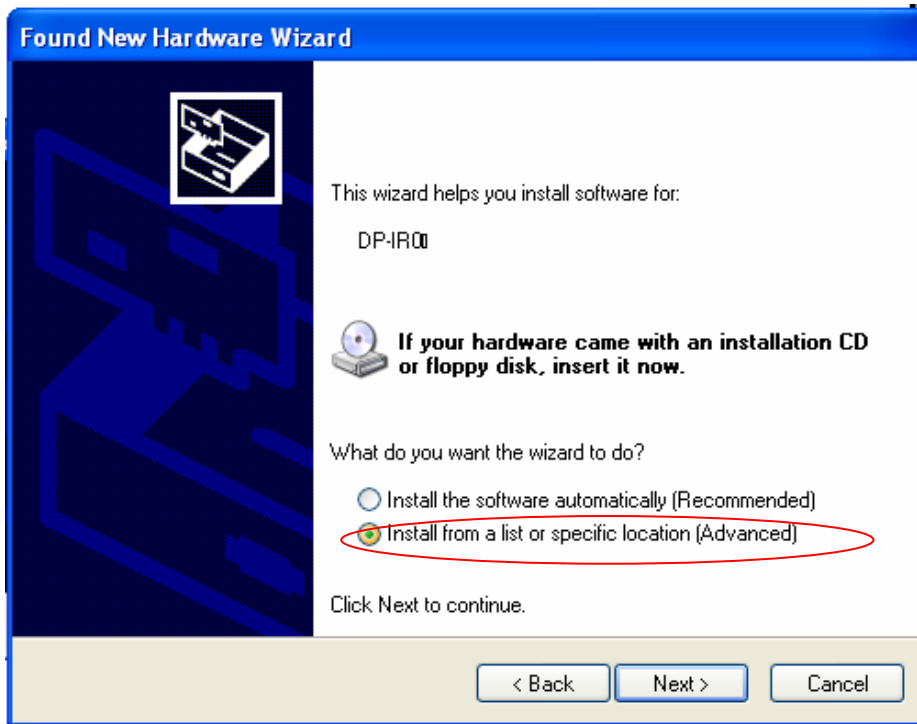 Found New Hardware Wizard
This wizard helps you install software for:
If your hardware came with an installation CD
or floppy disk, insert it now.
What do you want the wizard to do?
Install the software automatically (Recommended)
Install from a list or specific location (Advanced)
Click Next to continue.
< Back Next > Cancel